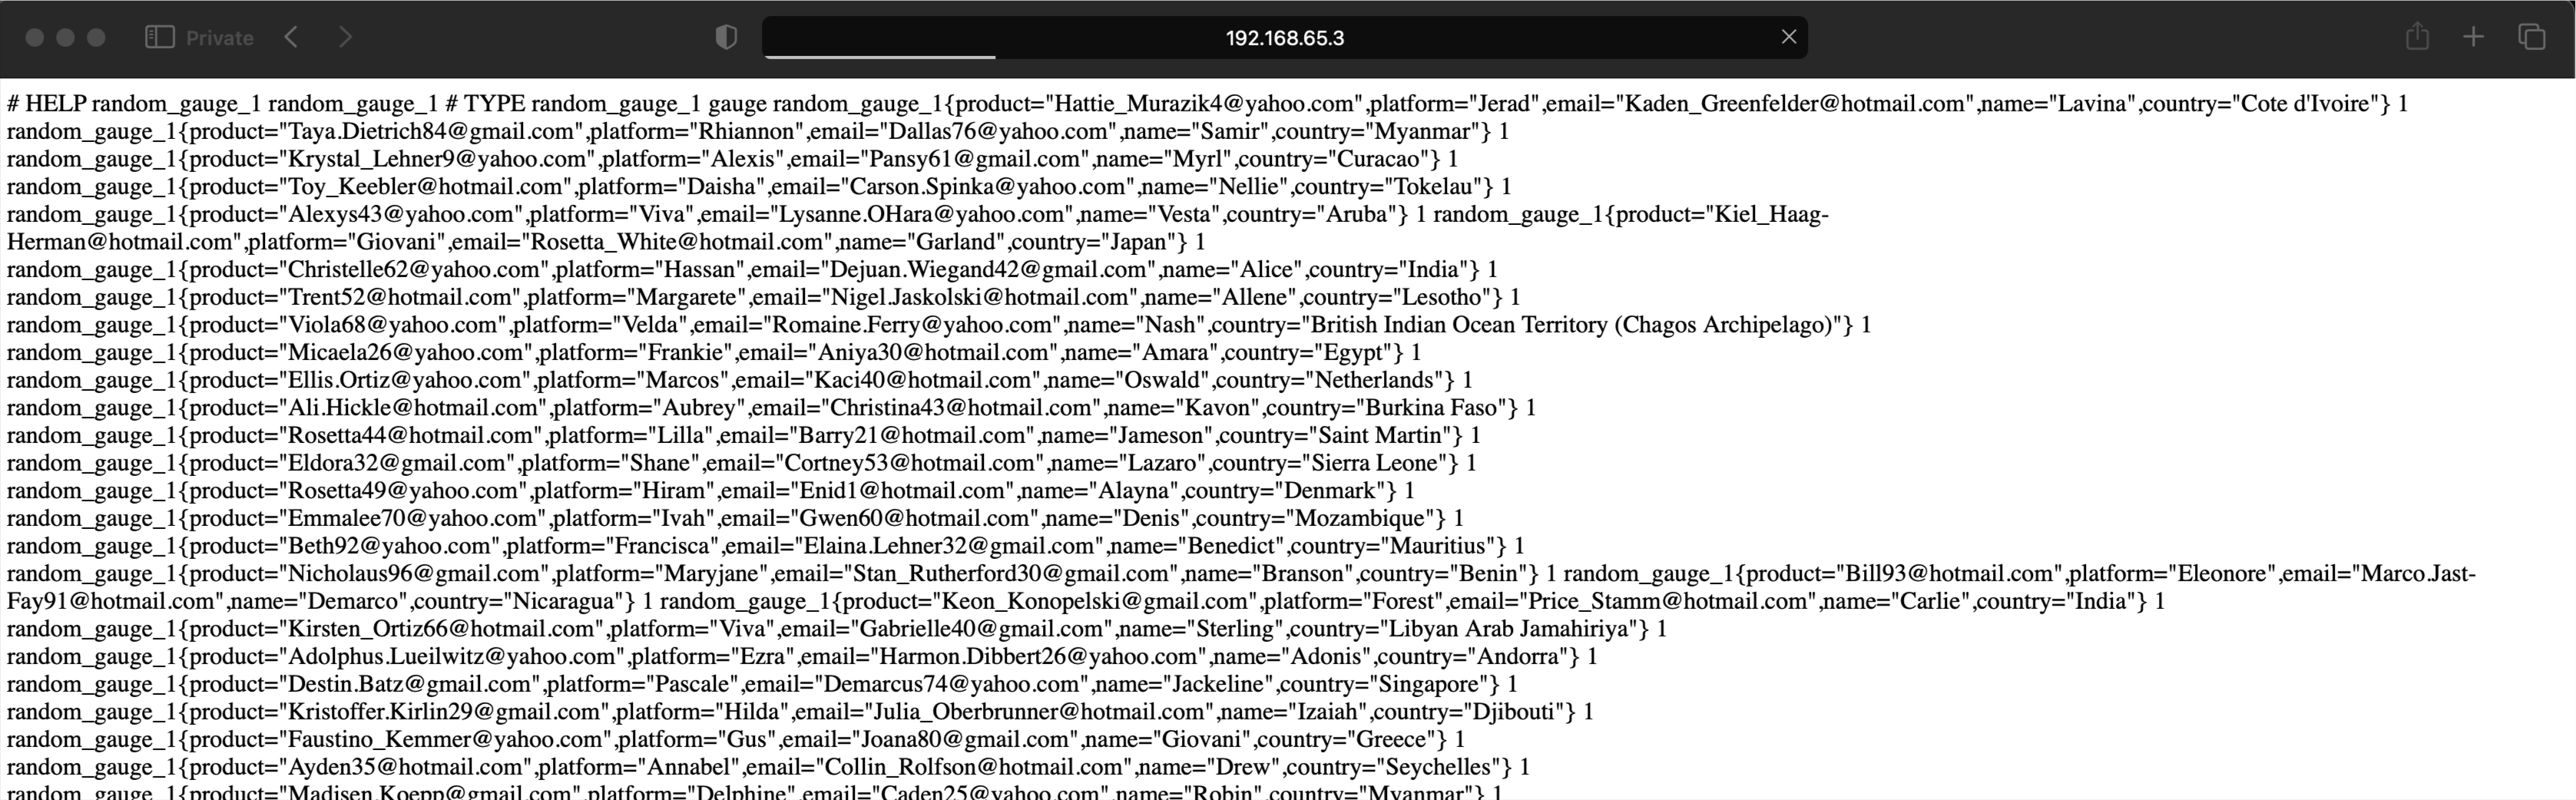 Private
192.168.65.3
# HELP random_gauge_1 random_gauge_1 # TYPE random_gauge_1 gauge random_gauge_1{product="Hattie_Murazik4@yahoo.com",platform="Jerad",email="Kaden_Greenfelder@hotmail.com",name="Lavina",country="Cote d'Ivoire"} 1
random_gauge_1{product="Taya.Dietrich84@gmail.com",platform="Rhiannon",email="Dallas76@yahoo.com",name="Samir",country="Myanmar"} 1
random_gauge_1{product="Krystal_Lehner9@yahoo.com",platform="Alexis",email="Pansy61@gmail.com",name="Myrl",country="Curacao"} 1
random_gauge_1{product="Toy_Keebler@hotmail.com",platform="Daisha",email="Carson.Spinka@yahoo.com",name="Nellie",country="Tokelau"} 1
random_gauge_1{product="Alexys43@yahoo.com",platform="Viva",email="Lysanne.OHara@yahoo.com",name="Vesta",country="Aruba"} 1 random_gauge_1{product="Kiel_Haag-
Herman@hotmail.com",platform="Giovani",email="Rosetta_White@hotmail.com",name="Garland",country="Japan"} 1
random_gauge_1{product="Christelle62@yahoo.com",platform="Hassan",email="Dejuan.Wiegand42@gmail.com",name="Alice",country="India"} 1
random_gauge_1{product="Trent52@hotmail.com",platform="Margarete",email="Nigel.Jaskolski@hotmail.com",name="Allene",country="Lesotho"} 1
random_gauge_1{product="Viola68@yahoo.com",platform="Velda",email="Romaine.Ferry@yahoo.com",name="Nash",country="British Indian Ocean Territory (Chagos Archipelago)"} 1
random_gauge_1{product="Micaela26@yahoo.com",platform="Frankie",email="Aniya30@hotmail.com",name="Amara",country="Egypt"} 1
random_gauge_1{product="Ellis.Ortiz@yahoo.com",platform="Marcos",email="Kaci40@hotmail.com",name="Oswald",country="Netherlands"} 1
random_gauge_1{product="Ali.Hickle@hotmail.com",platform="Aubrey",email="Christina43@hotmail.com",name="Kavon",country="Burkina Faso"} 1
random_gauge_1{product="Rosetta44@hotmail.com",platform="Lilla",email="Barry21@hotmail.com",name="Jameson",country="Saint Martin"} 1
random_gauge_1{product="Eldora32@gmail.com",platform="Shane",email="Cortney53@hotmail.com",name="Lazaro",country="Sierra Leone"} 1
random_gauge_1{product="Rosetta49@yahoo.com",platform="Hiram",email="Enid1@hotmail.com",name="Alayna",country="Denmark"} 1
random_gauge_1{product="Emmalee70@yahoo.com",platform="Ivah",email="Gwen60@hotmail.com",name="Denis",country="Mozambique"} 1
random_gauge_1{product="Beth92@yahoo.com",platform="Francisca",email="Elaina.Lehner32@gmail.com",name="Benedict",country="Mauritius"} 1
random_gauge_1{product="Nicholaus96@gmail.com",platform="Maryjane",email="Stan_Rutherford30@gmail.com",name="Branson",country="Benin"} 1 random_gauge_1{product="Bill93@hotmail.com",platform="Eleonore",email="Marco.Jast-
Fay91@hotmail.com",name="Demarco",country="Nicaragua"} 1 random_gauge_1{product="Keon_Konopelski@gmail.com",platform="Forest",email="Price_Stamm@hotmail.com",name="Carlie",country="India"} 1
random_gauge_1{product="Kirsten_Ortiz66@hotmail.com",platform="Viva",email="Gabrielle40@gmail.com",name="Sterling",country="Libyan Arab Jamahiriya"} 1
random_gauge_1{product="Adolphus.Lueilwitz@yahoo.com",platform="Ezra",email="Harmon.Dibbert26@yahoo.com",name="Adonis",country="Andorra"} 1
random_gauge_1{product="Destin.Batz@gmail.com",platform="Pascale",email="Demarcus74@yahoo.com",name="Jackeline",country="Singapore"} 1
random_gauge_1{product="Kristoffer.Kirlin29@gmail.com",platform="Hilda",email="Julia_Oberbrunner@hotmail.com",name="Izaiah",country="Djibouti"} 1
random_gauge_1{product="Faustino_Kemmer@yahoo.com",platform="Gus",email="Joana80@gmail.com",name="Giovani",country="Greece"} 1
random_gauge_1{product="Ayden35@hotmail.com",platform="Annabel",email="Collin_Rolfson@hotmail.com",name="Drew",country="Seychelles"} 1
random_gauge_1{product="Madisen.Koepp@gmail.com",platform="Delphine",email="Caden25@yahoo.com",name="Robin",country="Myanmar"} 1